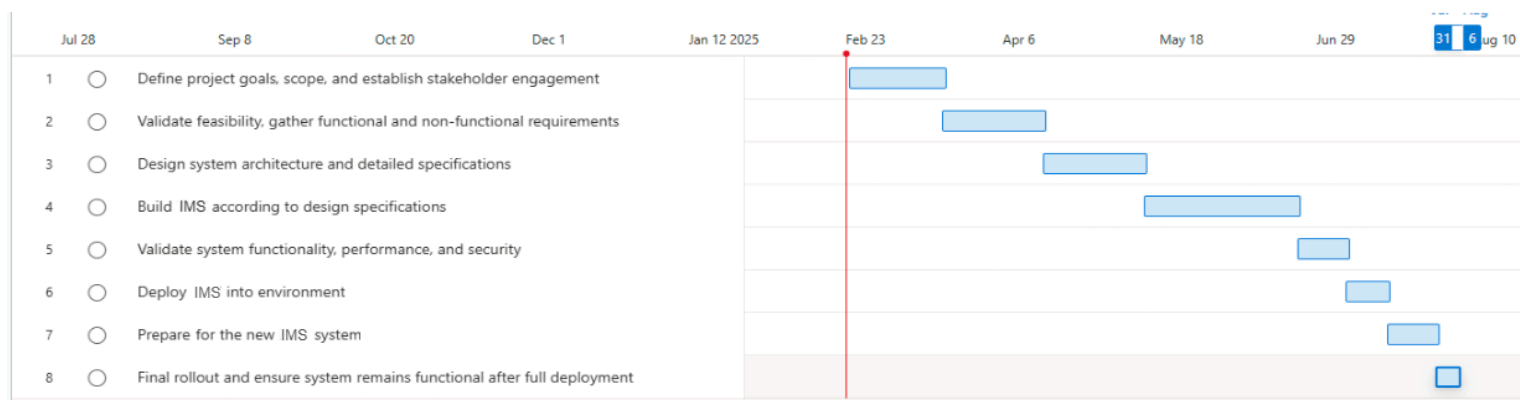 Jul 28 Sep 8 Oct 20 Dec 1 Jan 12 2025 Feb 23 Apr 6 May 18 Jun 29 31 6 ug 10
1 Define project goals, scope, and establish stakeholder engagement
2 Validate feasibility, gather functional and non-functional requirements
3 Design system architecture and detailed specifications
4 Build IMS according to design specifications
5 Validate system functionality, performance, and security
6 Deploy IMS into environment
7 Prepare for the new IMS system
8 Final rollout and ensure system remains functional after full deployment